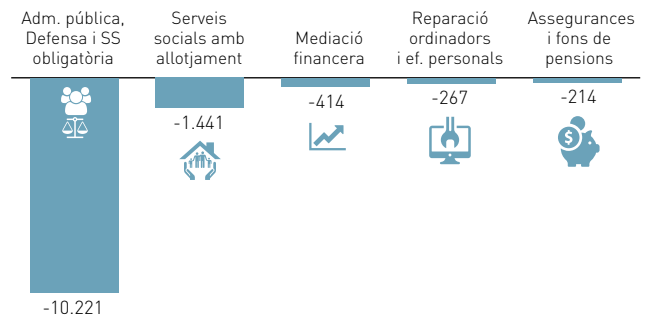 Adm. pública,
Defensa i SS
obligatòria
Serveis
socials amb
allotjament
Mediació
financera
Reparació
ordinadors
i ef. personals
Assegurances
i fons de
pensions
-10.221
-1.441
-414
-267
-214
$